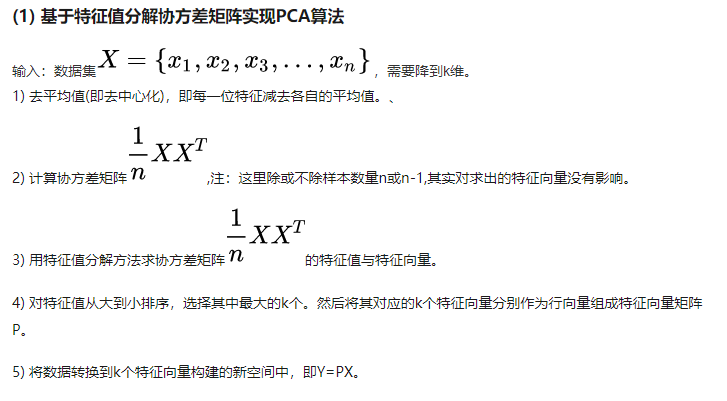 (1) 基于特征值分解协方差矩阵实现PCA算法
输入：数据集 X = {x₁, x₂, x₃, . . . , xₙ} ，需要降到k维。
1) 去平均值(即去中心化)，即每一位特征减去各自的平均值。、
2) 计算协方差矩阵 1/n XXᵀ ,注：这里除或不除样本数量n或n-1,其实对求出的特征向量没有影响。
3) 用特征值分解方法求协方差矩阵 1/n XXᵀ 的特征值与特征向量。
4) 对特征值从大到小排序，选择其中最大的k个。然后将其对应的k个特征向量分别作为行向量组成特征向量矩阵
P。
5) 将数据转换到k个特征向量构建的新空间中，即Y=PX。